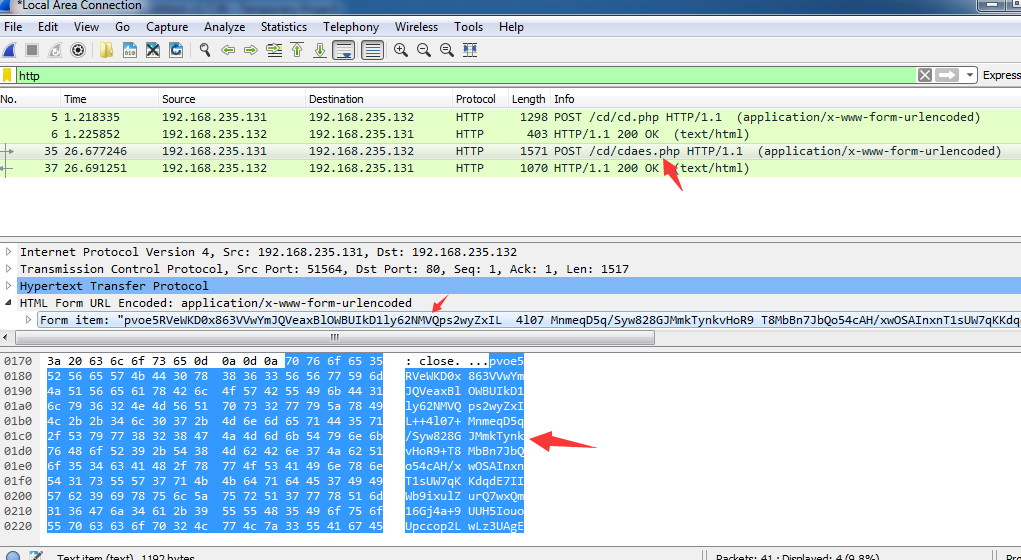 *Local Area Connection
File Edit View Go Capture Analyze Statistics Telephony Wireless Tools Help
http Express
No. Time Source Destination Protocol Length Info
5 1.218335 192.168.235.131 192.168.235.132 HTTP 1298 POST /cd/cd.php HTTP/1.1 (application/x-www-form-urlencoded)
6 1.225852 192.168.235.132 192.168.235.131 HTTP 403 HTTP/1.1 200 OK (text/html)
35 26.677246 192.168.235.131 192.168.235.132 HTTP 1571 POST /cd/cdaes.php HTTP/1.1 (application/x-www-form-urlencoded)
37 26.691251 192.168.235.132 192.168.235.131 HTTP 1070 HTTP/1.1 200 OK (text/html)
Internet Protocol Version 4, Src: 192.168.235.131, Dst: 192.168.235.132
Transmission Control Protocol, Src Port: 51564, Dst Port: 80, Seq: 1, Ack: 1, Len: 1517
Hypertext Transfer Protocol
HTML Form URL Encoded: application/x-www-form-urlencoded
Form item: "pvoe5RVeWKD0x863VVwYmJQVeaxBlOWBUIkD1ly62NMVQps2wyZxIL  4l07 MnmeqD5q/Syw828GJMmkTynkvHoR9 T8MbBn7JbQo54cAH/xwOSAInxnT1sUW7qKKdq
0170 3a 20 63 6c 6f 73 65 0d 0a 0d 0a 70 76 6f 65 35 : close. ...pvoe5
0180 52 56 65 57 4b 44 30 78 38 36 33 56 56 77 59 6d RVeWKD0x 863VVwYm
0190 4a 51 56 65 61 78 42 6c 4f 57 42 55 49 6b 44 31 JQVeaxBl OWBUIkD1
01a0 6c 79 36 32 4e 4d 56 51 70 73 32 77 79 5a 78 49 ly62NMVQ ps2wyZxI
01b0 4c 2b 2b 34 6c 30 37 2b 4d 6e 6d 65 71 44 35 71 L++4l07+ MnmeqD5q
01c0 2f 53 79 77 38 32 38 47 4a 4d 6d 6b 54 79 6e 6b /Syw828G JMmkTynk
01d0 76 48 6f 52 39 2b 54 38 4d 62 42 6e 37 4a 62 51 vHoR9+T8 MbBn7JbQ
01e0 6f 35 34 63 41 48 2f 78 77 4f 53 41 49 6e 78 6e o54cAH/x wOSAInxn
01f0 54 31 73 55 57 37 71 4b 4b 64 71 64 45 37 49 49 T1sUW7qK KdqdE7II
0200 57 62 39 69 78 75 6c 5a 75 72 51 37 77 78 51 6d Wb9ixulZ urQ7wxQm
0210 31 36 47 6a 34 61 2b 39 55 55 48 35 49 6f 75 6f 16Gj4a+9 UUH5Iouo
0220 55 70 63 63 6f 70 32 4c 77 4c 7a 33 55 41 67 45 Upccop2L wLz3UAgE
Text item (text), 1192 bytes Packets: 41 · Displayed: 4 (9.8%)